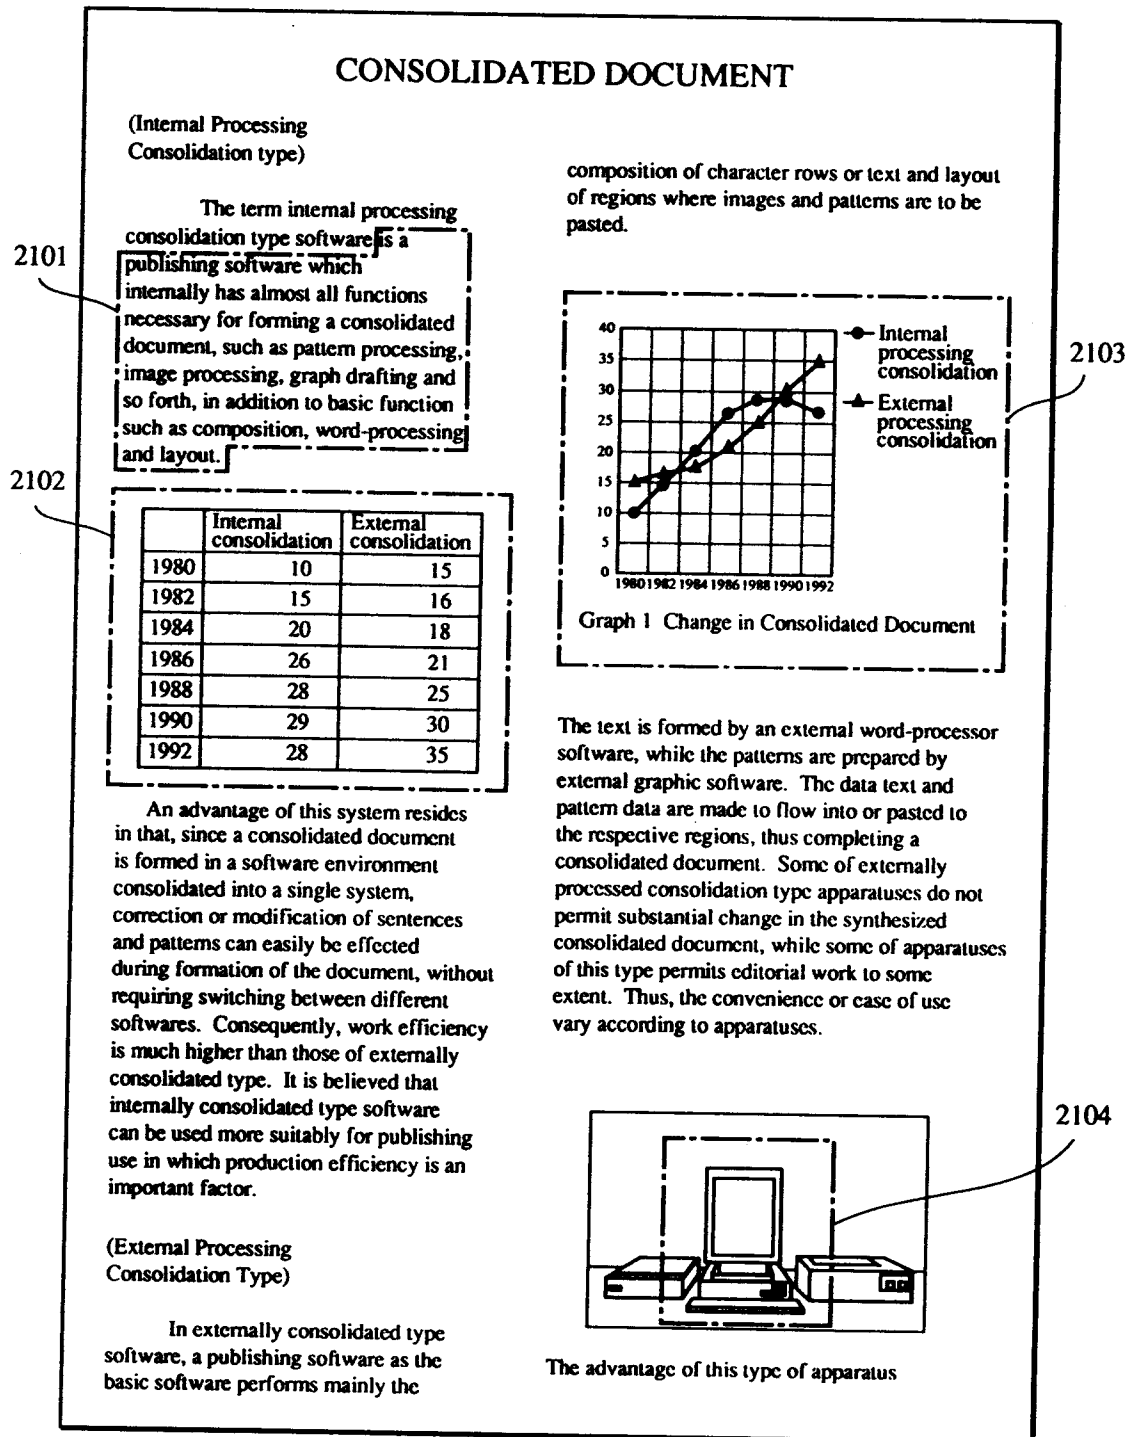 CONSOLIDATED DOCUMENT
(Internal Processing
Consolidation type)
The term internal processing
consolidation type software is a
publishing software which
internally has almost all functions
necessary for forming a consolidated
document, such as pattern processing,
image processing, graph drafting and
so forth, in addition to basic function
such as composition, word-processing
and layout.
2101
2102
Internal consolidation External consolidation
1980 10 15
1982 15 16
1984 20 18
1986 26 21
1988 28 25
1990 29 30
1992 28 35
An advantage of this system resides
in that, since a consolidated document
is formed in a software environment
consolidated into a single system,
correction or modification of sentences
and patterns can easily be effected
during formation of the document, without
requiring switching between different
softwares. Consequently, work efficiency
is much higher than those of externally
consolidated type. It is believed that
internally consolidated type software
can be used more suitably for publishing
use in which production efficiency is an
important factor.
(External Processing
Consolidation Type)
In externally consolidated type
software, a publishing software as the
basic software performs mainly the
composition of character rows or text and layout
of regions where images and patterns are to be
pasted.
40
35
30
25
20
15
10
5
0
1980 1982 1984 1986 1988 1990 1992
Internal
processing
consolidation
External
processing
consolidation
Graph 1 Change in Consolidated Document
2103
The text is formed by an external word-processor
software, while the patterns are prepared by
external graphic software. The data text and
pattern data are made to flow into or pasted to
the respective regions, thus completing a
consolidated document. Some of externally
processed consolidation type apparatuses do not
permit substantial change in the synthesized
consolidated document, while some of apparatuses
of this type permits editorial work to some
extent. Thus, the convenience or ease of use
vary according to apparatuses.
2104
The advantage of this type of apparatus